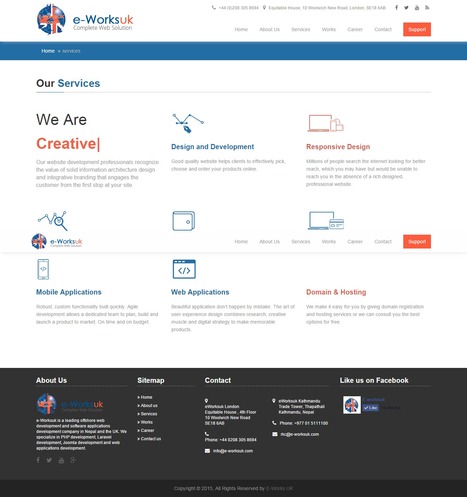 e-Worksuk
Complete Web Solution
+44 0208 305 8694
Equitable House, 10 Woolwich New Road, London, SE18 6AB
Home
About Us
Services
Works
Career
Contact
Support
Home » services
Our Services
We Are
Creative|
Our website development professionals recognize
the value of solid information architecture design
and integrative branding that engages the
customer from the first stop at your site.
Design and Development
Good quality website helps clients to effectively pick,
choose and order your products online.
Responsive Design
Millions of people search the internet looking for better
reach, which you may have but would be unable to
reach you in the absence of a rich designed,
professional website.
e-Worksuk
Complete Web Solution
Home
About Us
Services
Works
Career
Contact
Support
Mobile Applications
Robust, custom functionality built quickly. Agile
development allows a dedicated team to plan, build and
launch a product to market. On time and on budget.
Web Applications
Beautiful application don't happen by mistake. The art of
user experience design combines research, creative
muscle and digital strategy to make memorable
products.
Domain & Hosting
We make it easy for you by giving domain registration
and hosting services or we can consult you the best
options for free.
About Us
e-Worksuk
Complete Web Solution
e-Worksuk is a leading offshore web
development and software applications
development company in Nepal and the UK. We
specialize in PHP development, Laravel
development, Joomla development and web
applications development.
Sitemap
» Home
» About us
» Services
» Works
» Career
» Contact us
Contact
eWorksuk London
Equitable House , 4th Floor
10 Woolwich New Road
SE18 6AB
Phone: +44 0208 305 8694
info@e-worksuk.com
eWorksuk Kathmandu
Trade Tower, Thapathali
Kathmandu, Nepal
Phone: +977 01 5111100
Like us on Facebook
E-worksuk
Like
Copyright © 2015. All Rights Reserved by E-Works UK